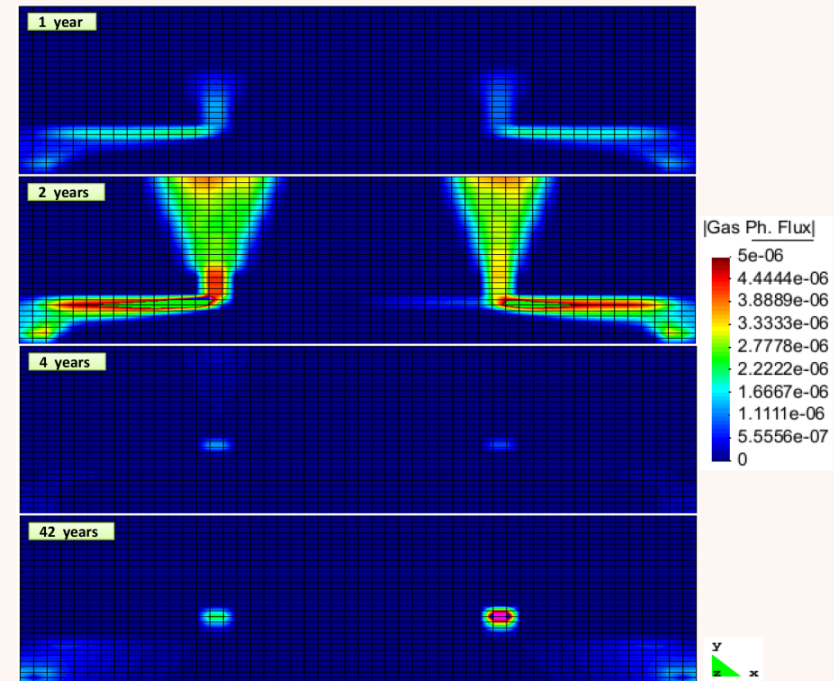 1 year
2 years
|Gas Ph. Flux|
5e-06
4.4444e-06
3.8889e-06
3.3333e-06
2.7778e-06
2.2222e-06
1.6667e-06
1.1111e-06
5.5556e-07
0
4 years
42 years
y
z x